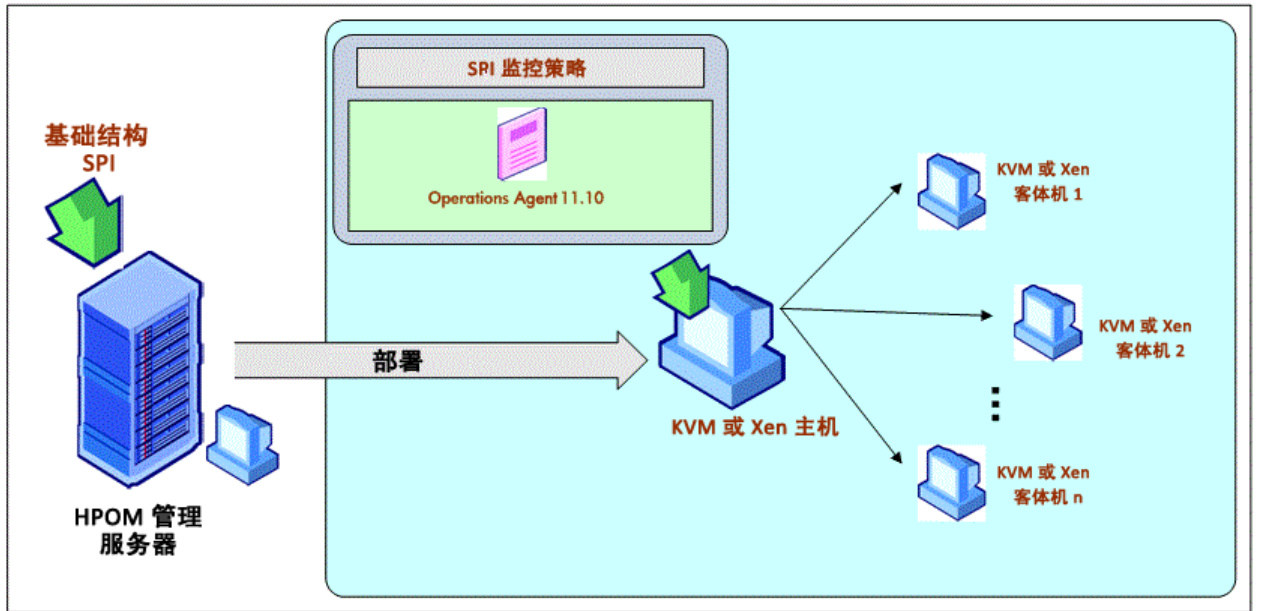 SPI 监控策略
Operations Agent 11.10
基础结构
SPI
HPOM 管理
服务器
部署
KVM 或 Xen 主机
KVM 或 Xen
客体机 1
KVM 或 Xen
客体机 2
KVM 或 Xen
客体机 n